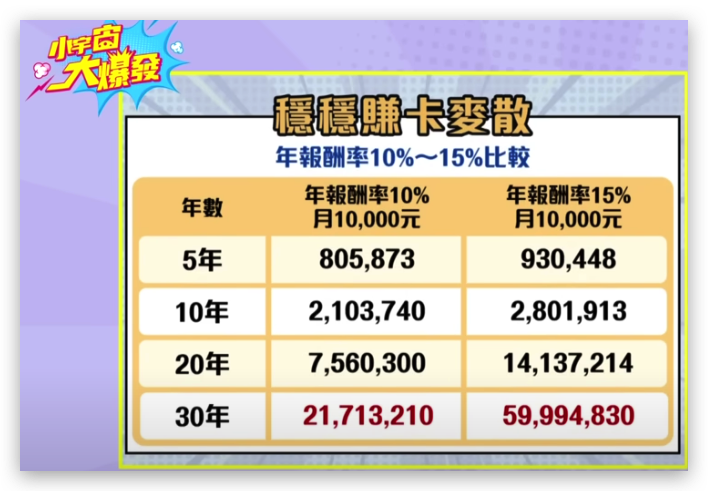 小宇宙
大爆發
穩穩賺卡麥散
年報酬率10%～15%比較
年數
年報酬率10%
月10,000元
年報酬率15%
月10,000元
5年
805,873
930,448
10年
2,103,740
2,801,913
20年
7,560,300
14,137,214
30年
21,713,210
59,994,830